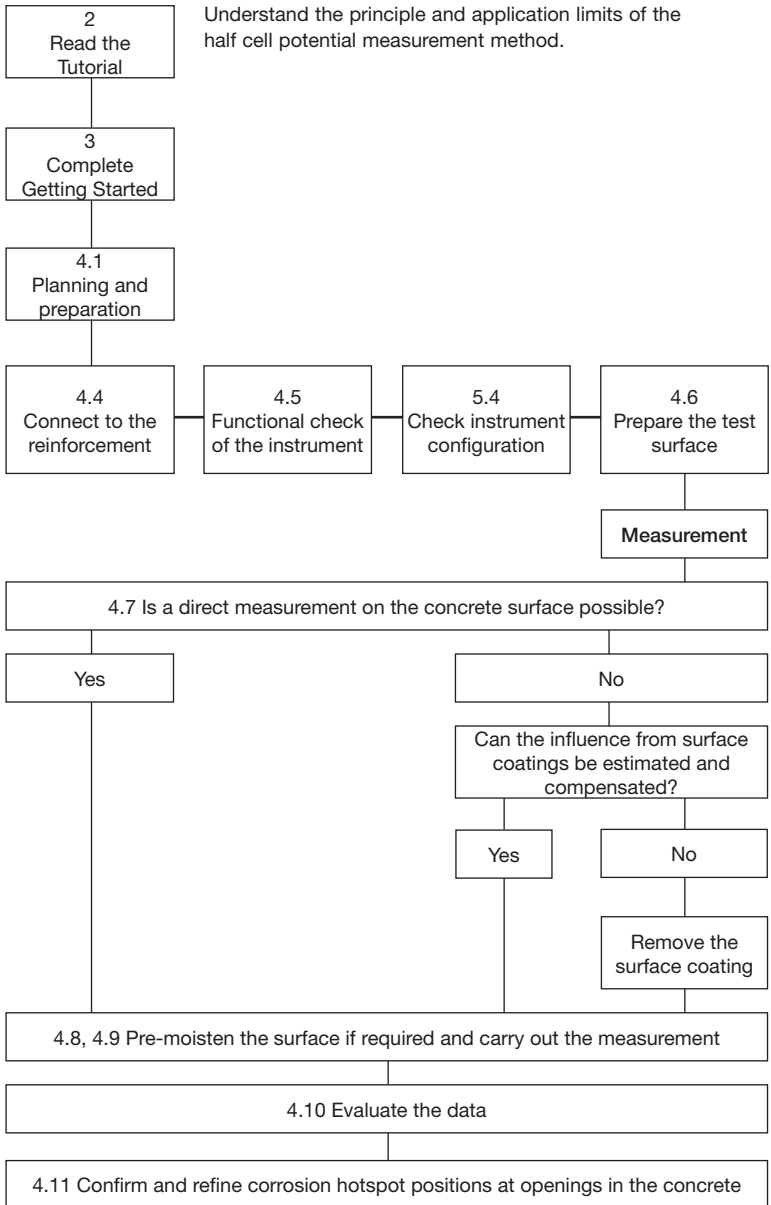 2
Read the
Tutorial
Understand the principle and application limits of the
half cell potential measurement method.
3
Complete
Getting Started
4.1
Planning and
preparation
4.4
Connect to the
reinforcement
4.5
Functional check
of the instrument
5.4
Check instrument
configuration
4.6
Prepare the test
surface
Measurement
4.7 Is a direct measurement on the concrete surface possible?
Yes
No
Can the influence from surface
coatings be estimated and
compensated?
Yes
No
Remove the
surface coating
4.8, 4.9 Pre-moisten the surface if required and carry out the measurement
4.10 Evaluate the data
4.11 Confirm and refine corrosion hotspot positions at openings in the concrete